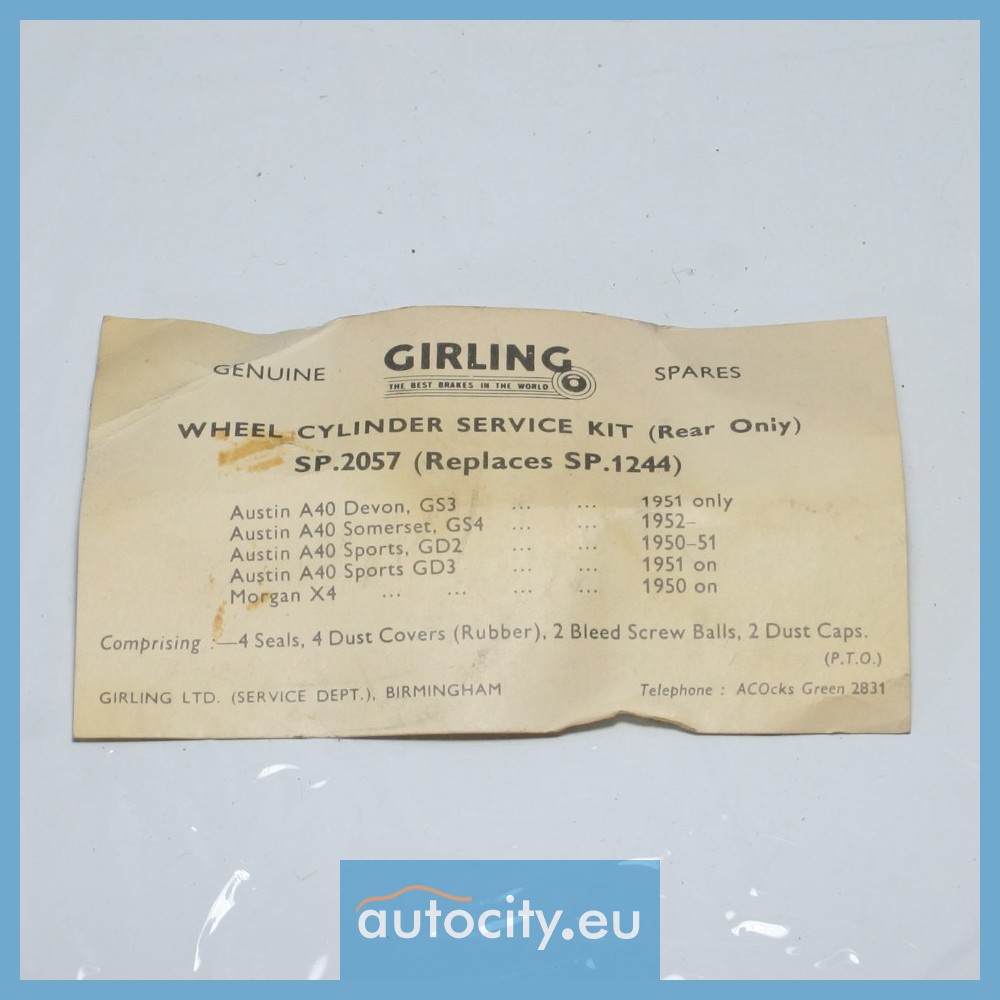 GENUINE GIRLING SPARES
THE BEST BRAKES IN THE WORLD
WHEEL CYLINDER SERVICE KIT (Rear Only)
SP.2057 (Replaces SP.1244)
Austin A40 Devon, GS3 ... ... 1951 only
Austin A40 Somerset, GS4 ... ... 1952–
Austin A40 Sports, GD2 ... ... 1950–51
Austin A40 Sports GD3 ... ... 1951 on
Morgan X4 ... ... ... ... 1950 on
Comprising :—4 Seals, 4 Dust Covers (Rubber), 2 Bleed Screw Balls, 2 Dust Caps.
(P.T.O.)
GIRLING LTD. (SERVICE DEPT.), BIRMINGHAM Telephone : ACOcks Green 2831
autocity.eu